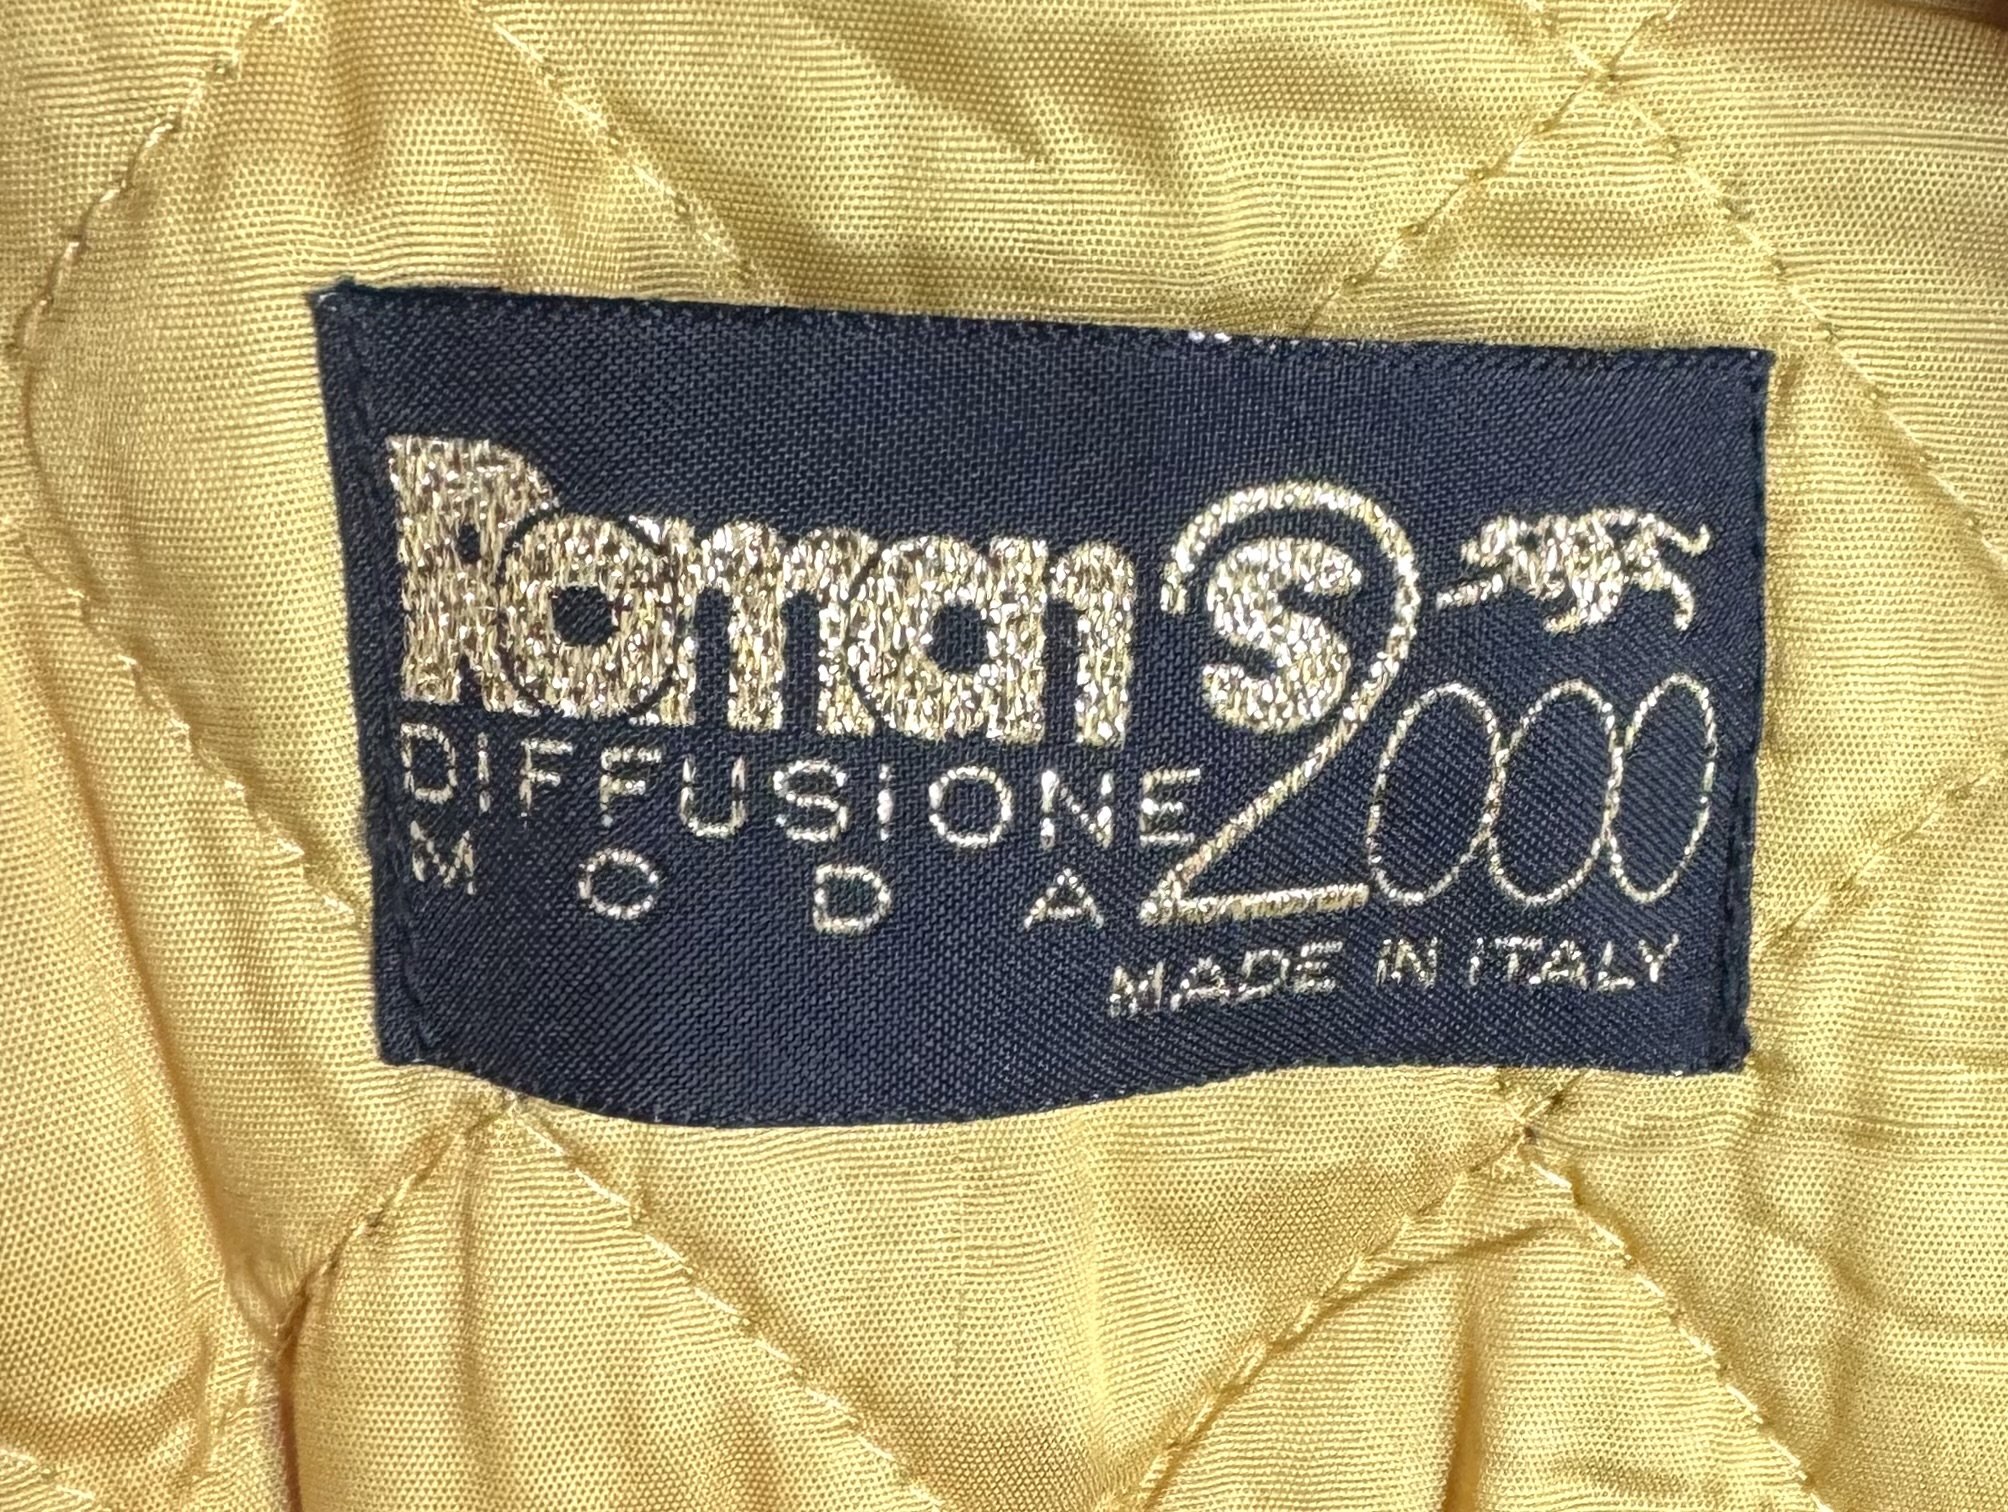 Roman's 2000
DIFFUSIONE
MODA
MADE IN ITALY